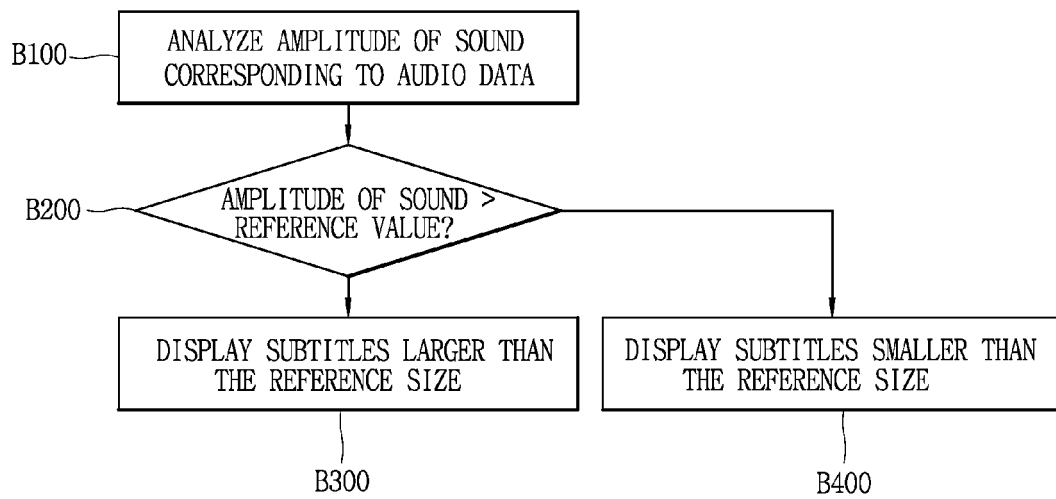 B100
ANALYZE AMPLITUDE OF SOUND
CORRESPONDING TO AUDIO DATA
B200
AMPLITUDE OF SOUND >
REFERENCE VALUE?
DISPLAY SUBTITLES LARGER THAN
THE REFERENCE SIZE
DISPLAY SUBTITLES SMALLER THAN
THE REFERENCE SIZE
B300
B400